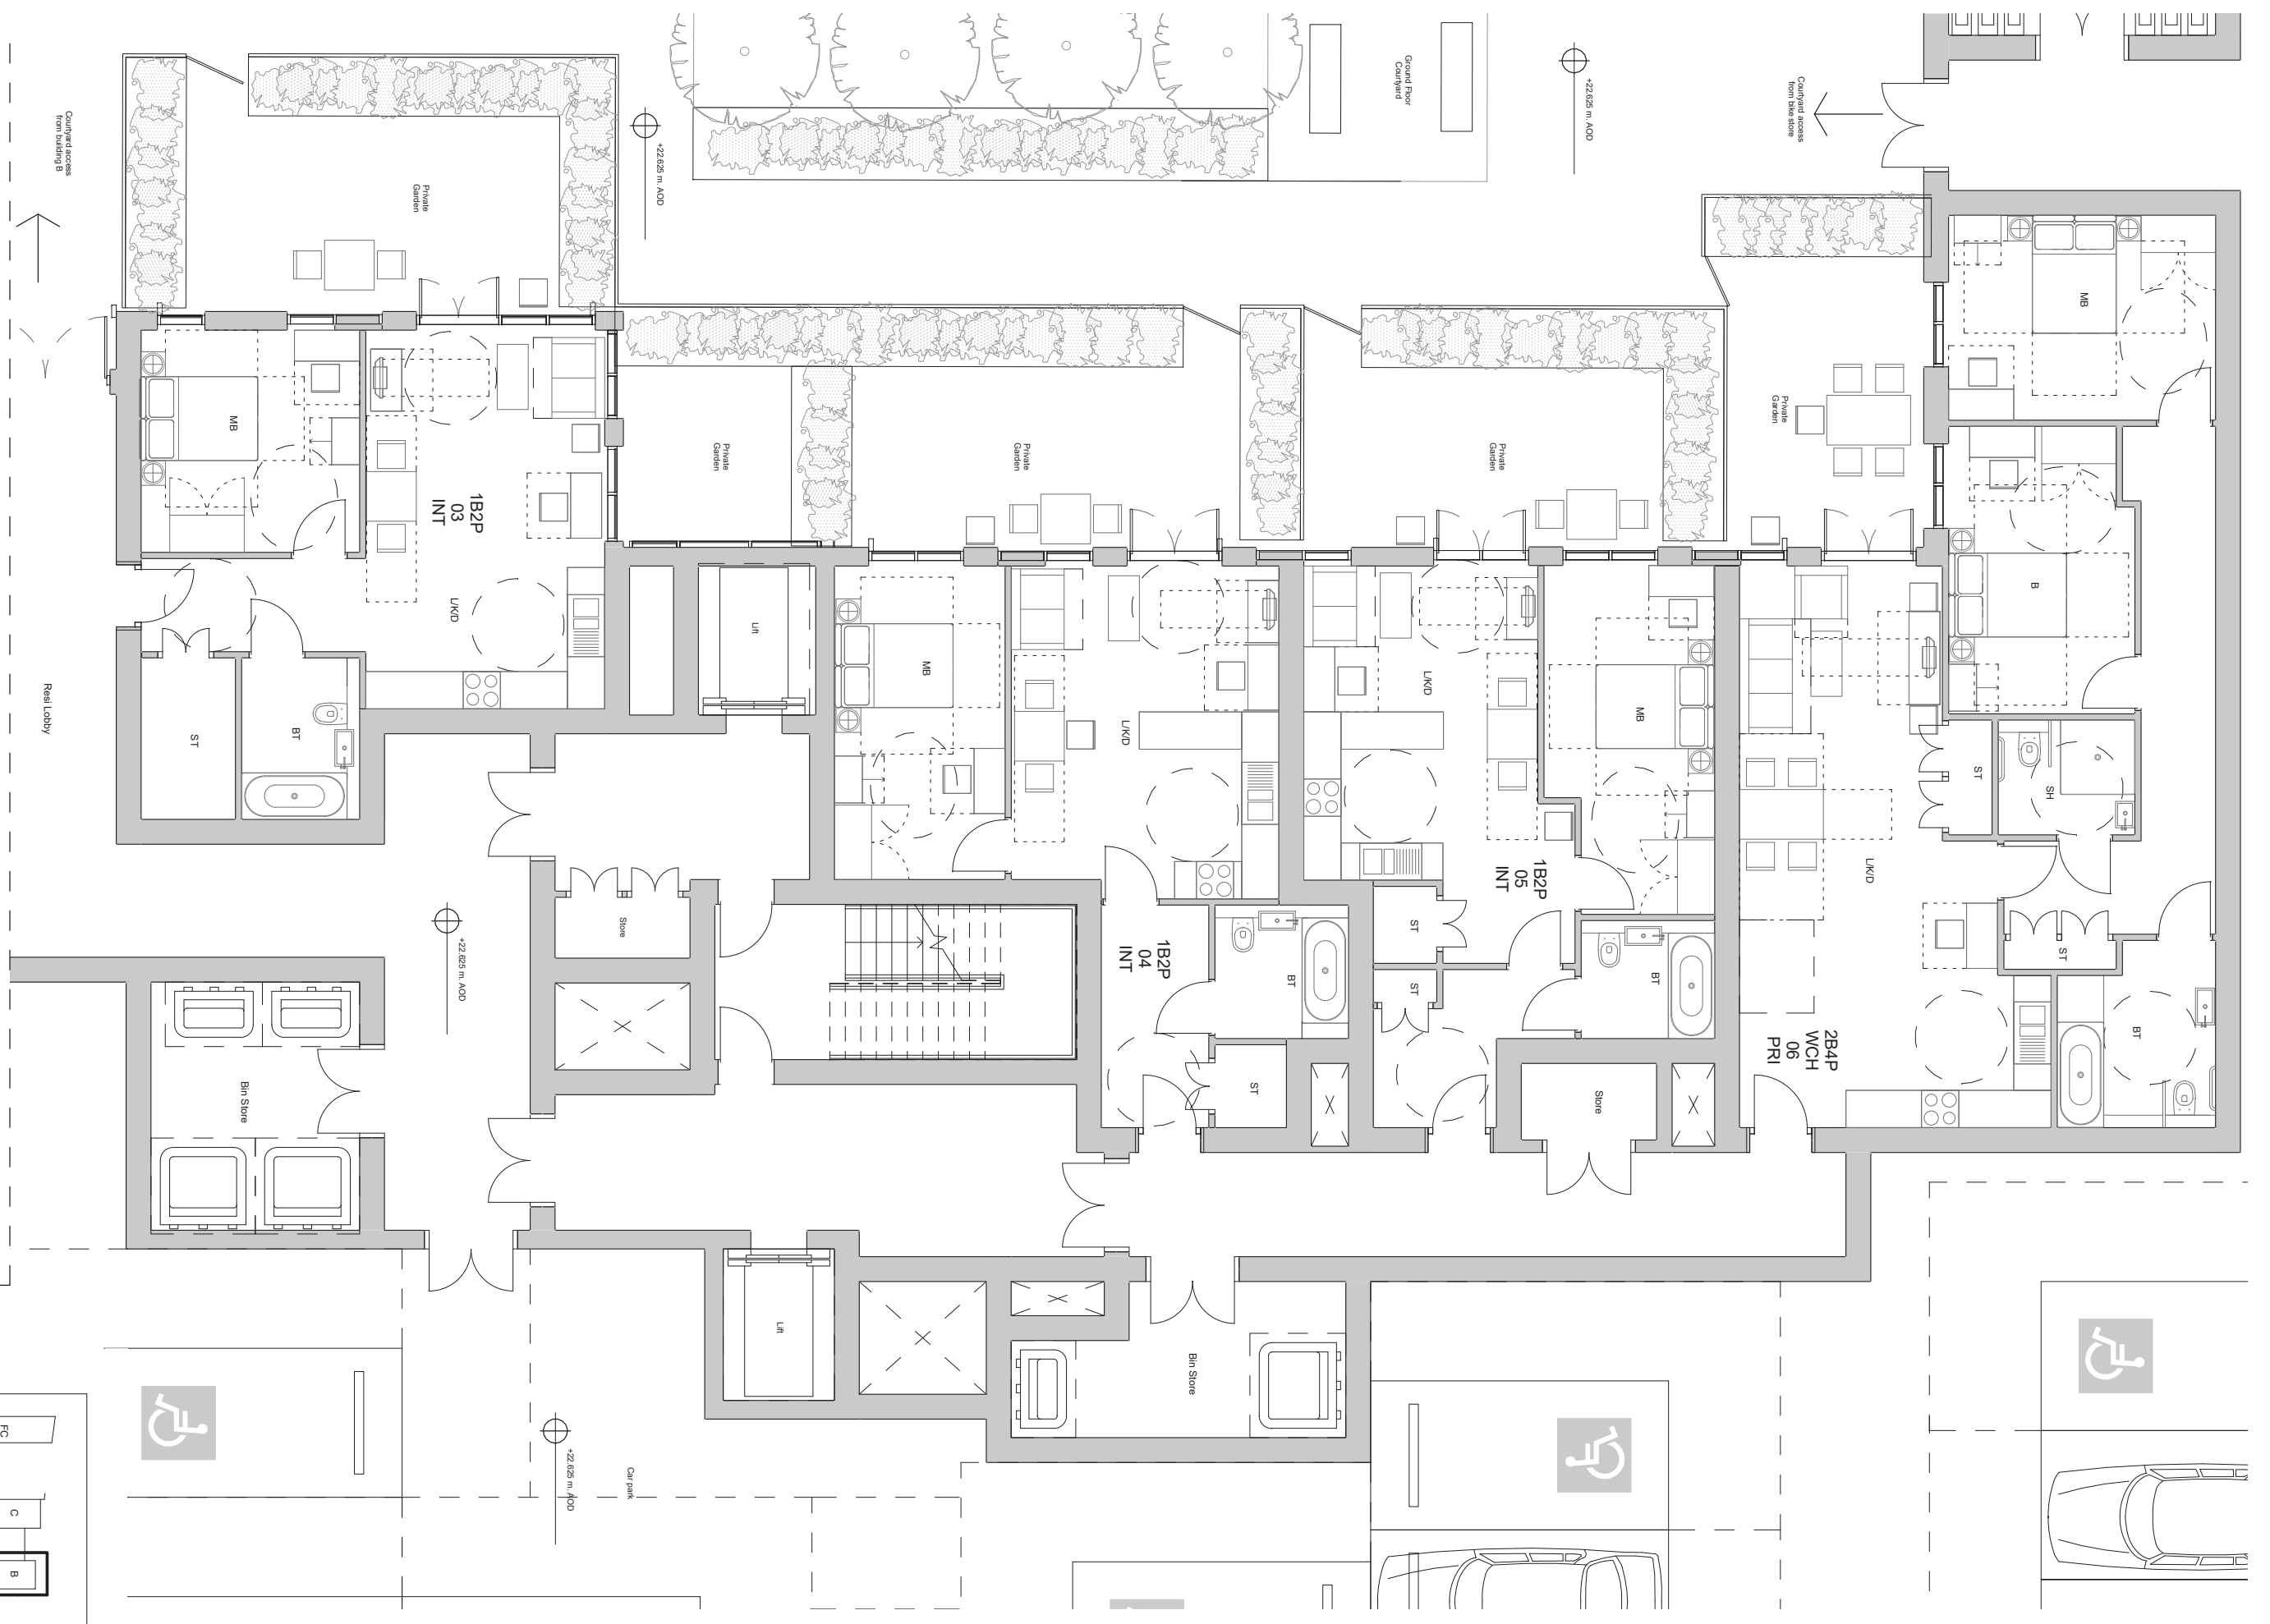 Courtyard access
from building B
Private
Garden
+22.625 m. AOD
Ground Floor
Courtyard
+22.625 m. AOD
Courtyard access
from bike store
MB
MB
1B2P
03
INT
L/K/D
Private
Garden
Private
Garden
Private
Garden
Private
Garden
B
Resi Lobby
ST
BT
Lift
MB
L/K/D
L/K/D
MB
ST
SH
L/K/D
1B2P
05
INT
Store
+22.625 m. AOD
1B2P
04
INT
BT
ST
ST
BT
ST
BT
2B4P
WCH
06
PRI
Bin Store
ST
Store
Lift
Bin Store
+22.625 m. AOD
Car park
FC
C
B